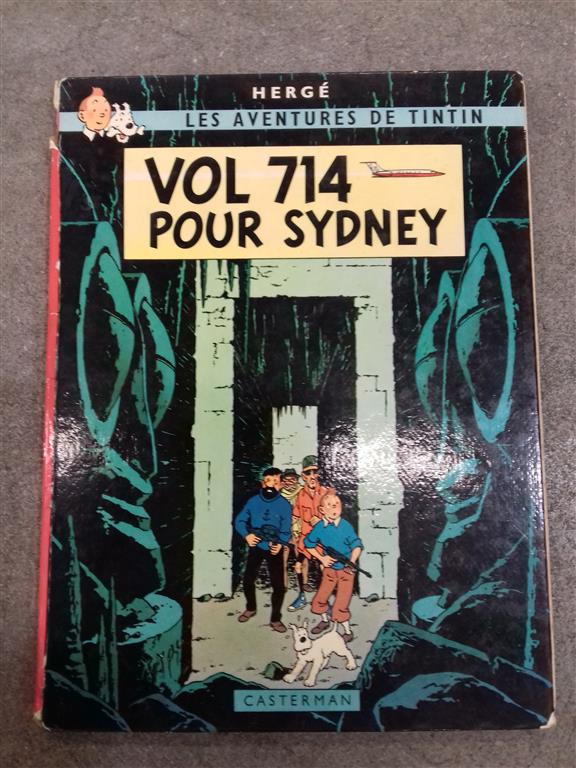 HERGÉ
LES AVENTURES DE TINTIN
VOL 714
POUR SYDNEY
CASTERMAN